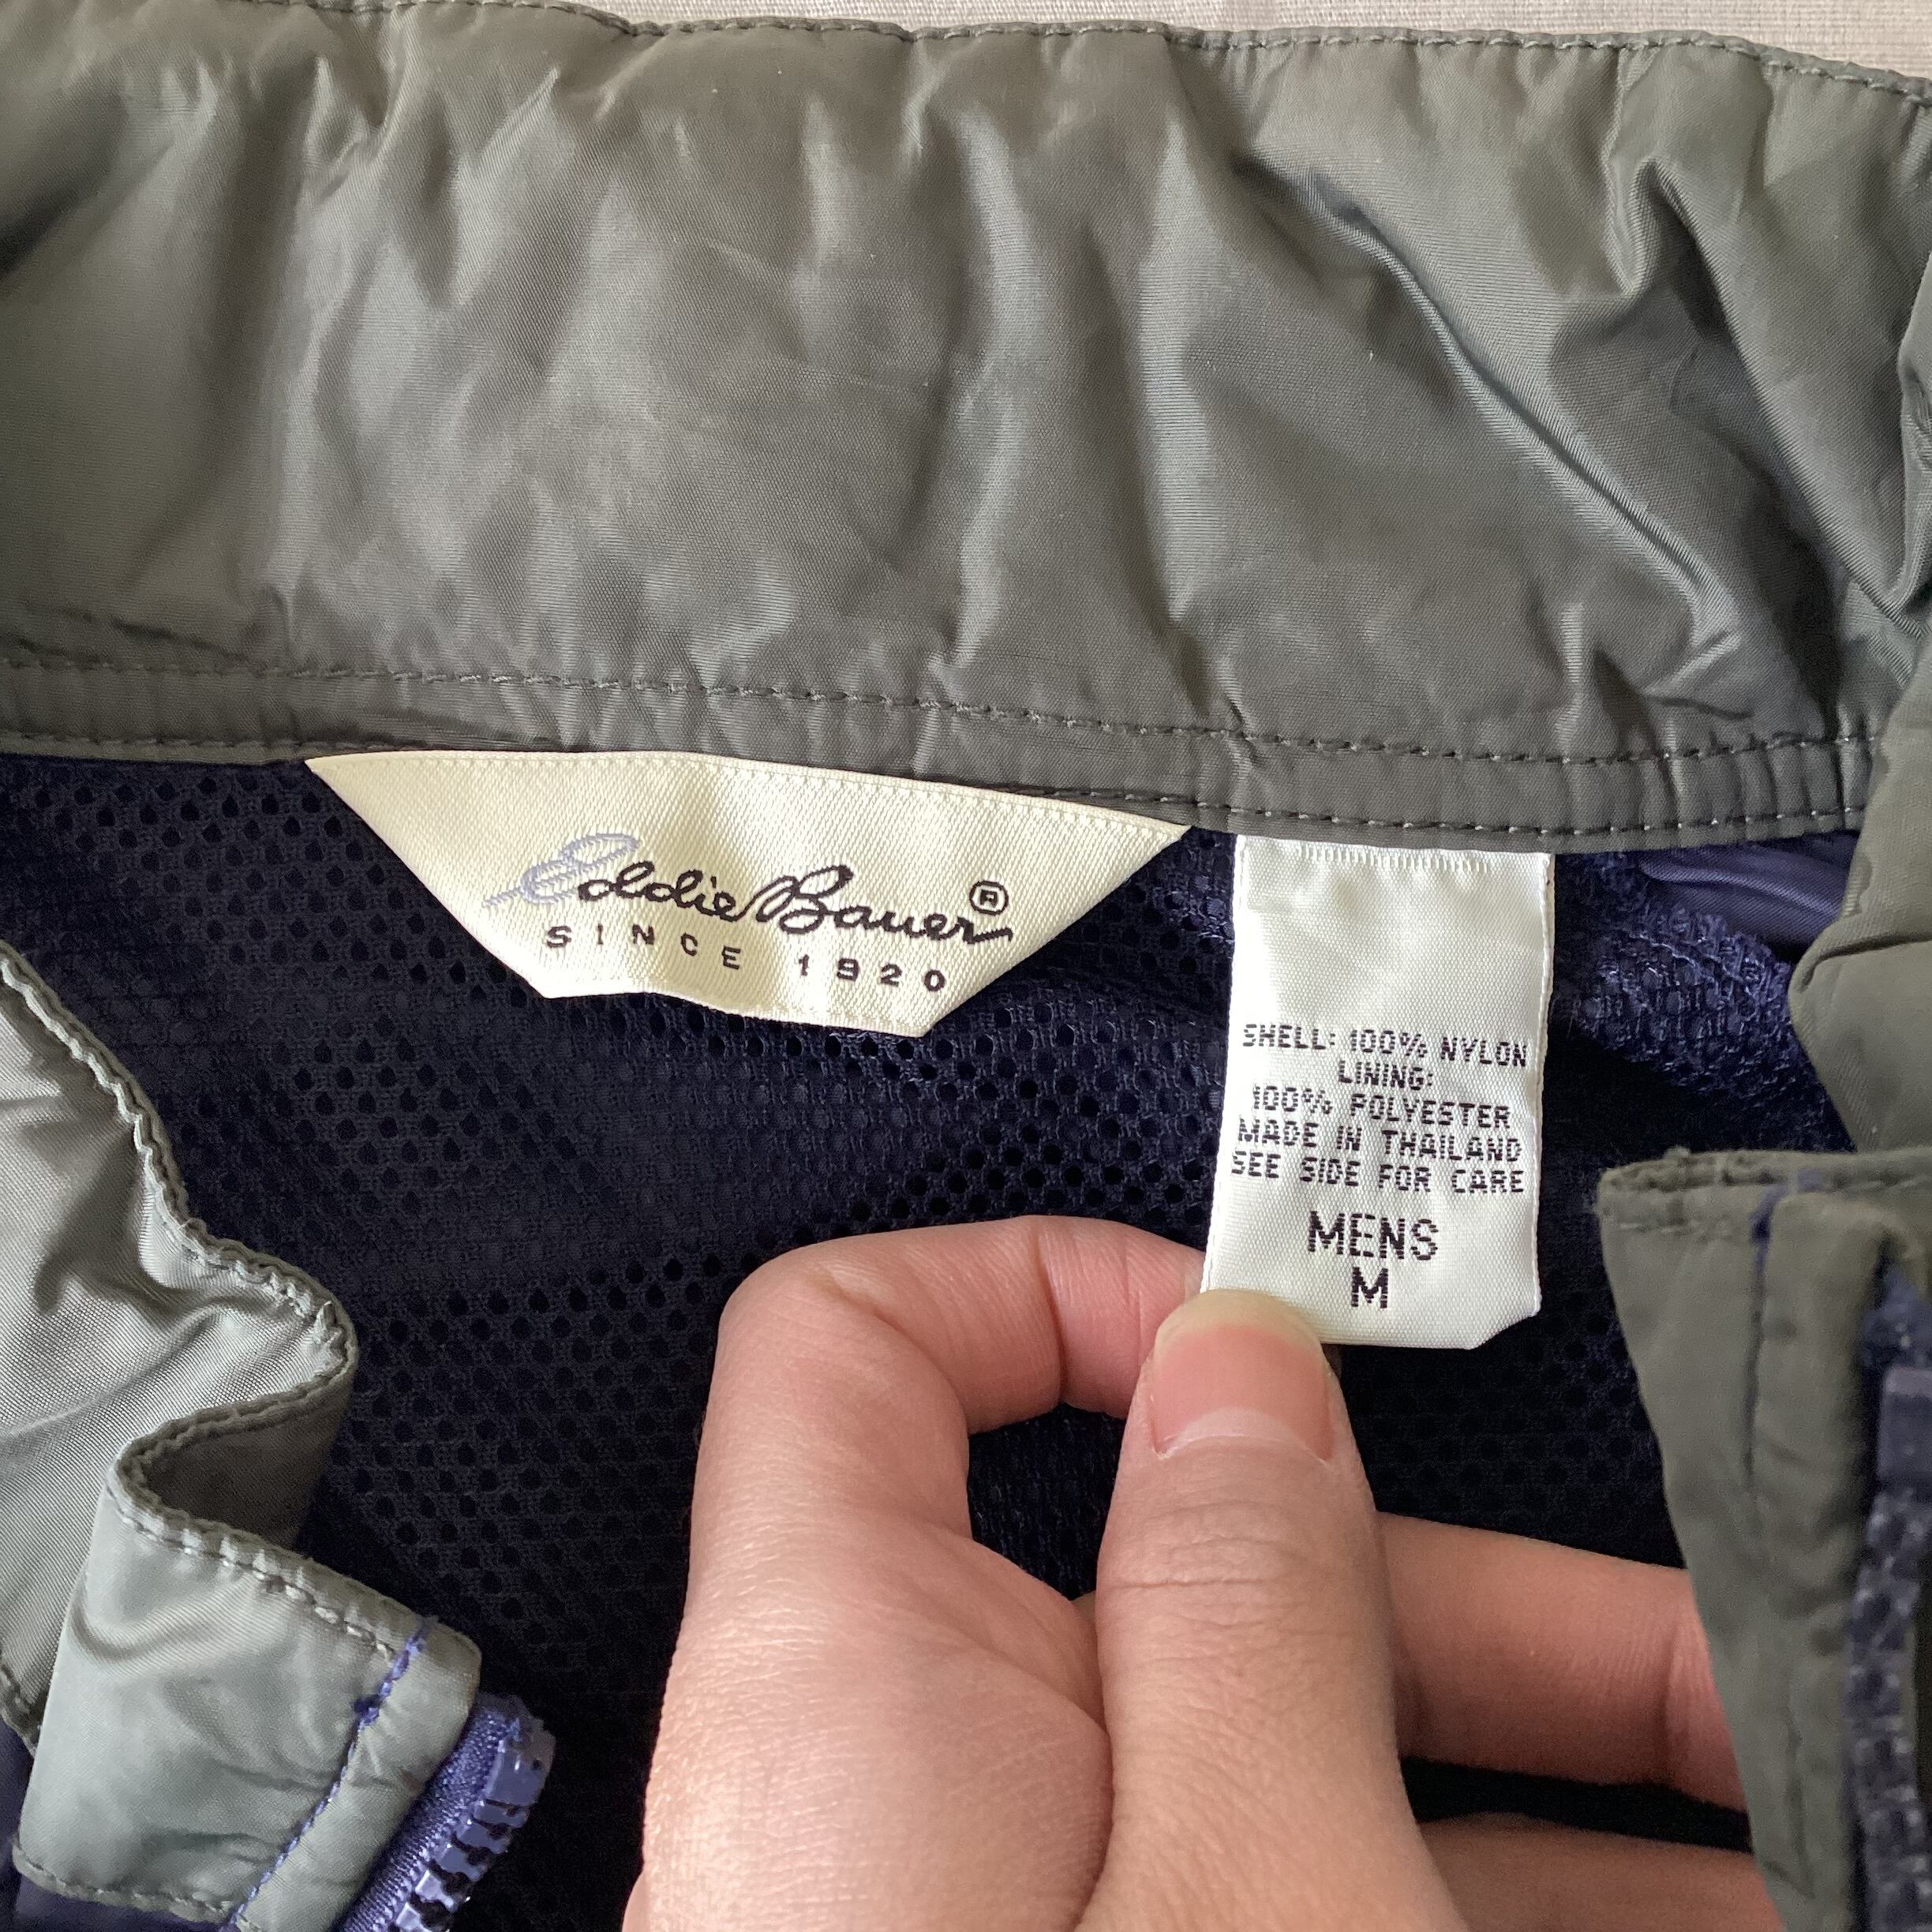 Eddie Bauer®
SINCE 1920
SHELL: 100% NYLON
LINING:
100% POLYESTER
MADE IN THAILAND
SEE SIDE FOR CARE
MENS
M